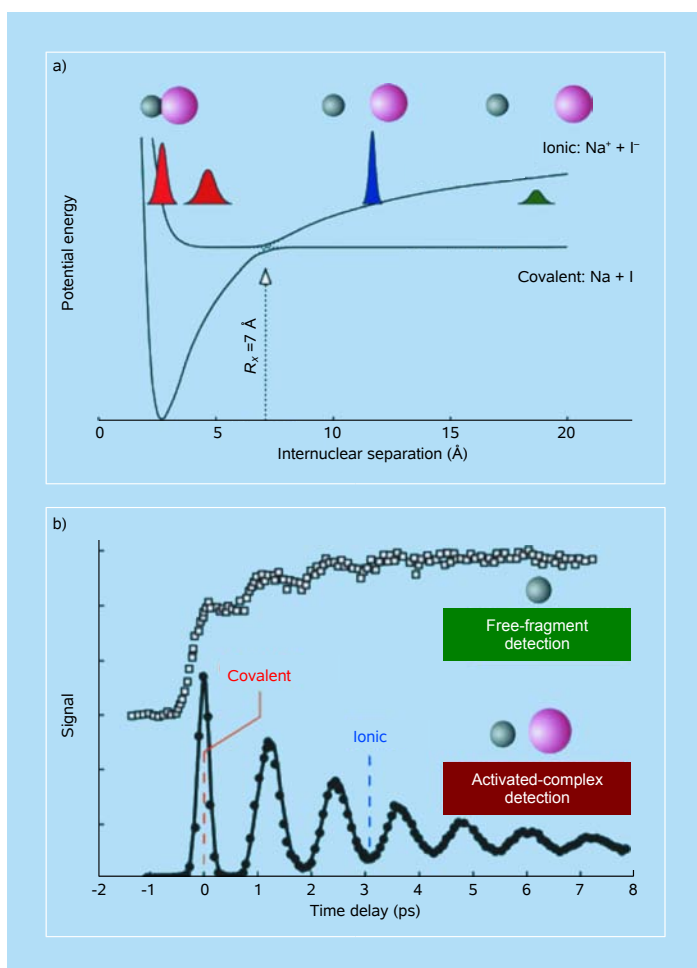 a)
Ionic: Na⁺ + I⁻
Potential energy
Covalent: Na + I
Rₓ =7 Å
0 5 10 15 20
Internuclear separation (Å)
b)
Free-fragment
detection
Covalent
Signal
Ionic
Activated-complex
detection
-2 -1 0 1 2 3 4 5 6 7 8
Time delay (ps)